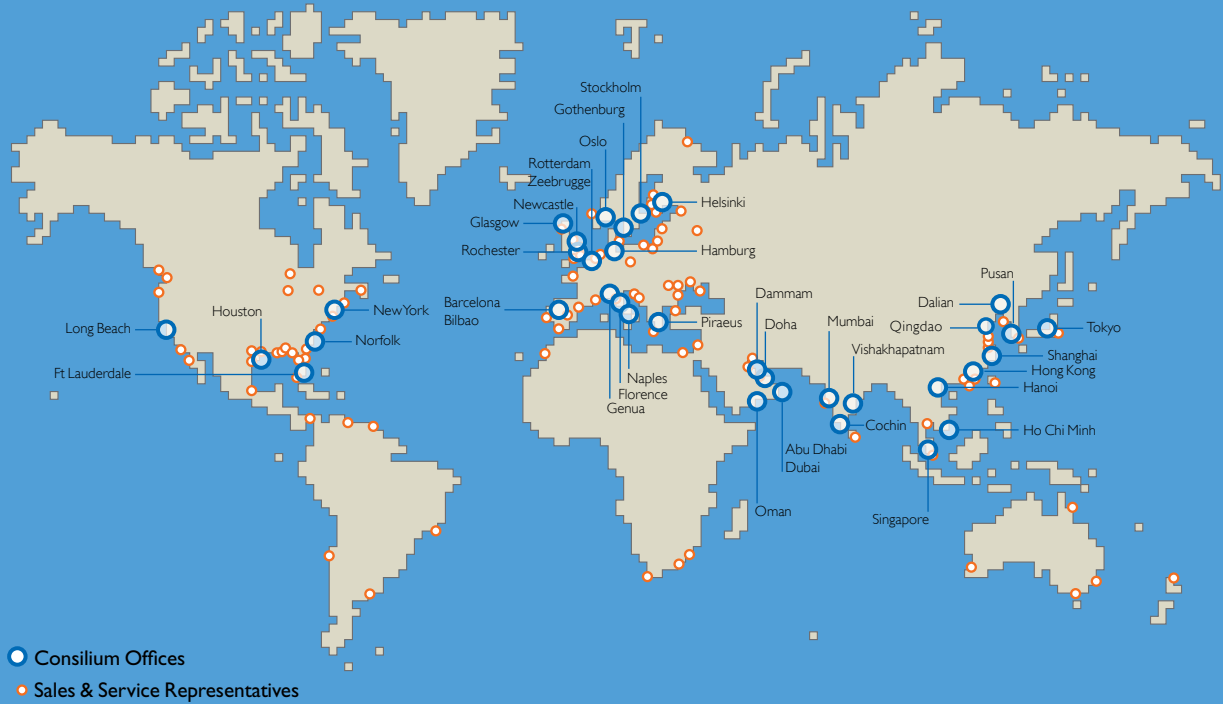 Stockholm
Gothenburg
Oslo
Rotterdam
Zeebrugge
Newcastle
Glasgow
Rochester
Helsinki
Hamburg
Barcelona
Bilbao
Piraeus
Naples
Florence
Genua
Houston
New York
Long Beach
Norfolk
Ft Lauderdale
Dammam
Doha
Mumbai
Vishakhapatnam
Cochin
Abu Dhabi
Dubai
Oman
Pusan
Dalian
Qingdao
Tokyo
Shanghai
Hong Kong
Hanoi
Ho Chi Minh
Singapore
Consilium Offices
Sales & Service Representatives